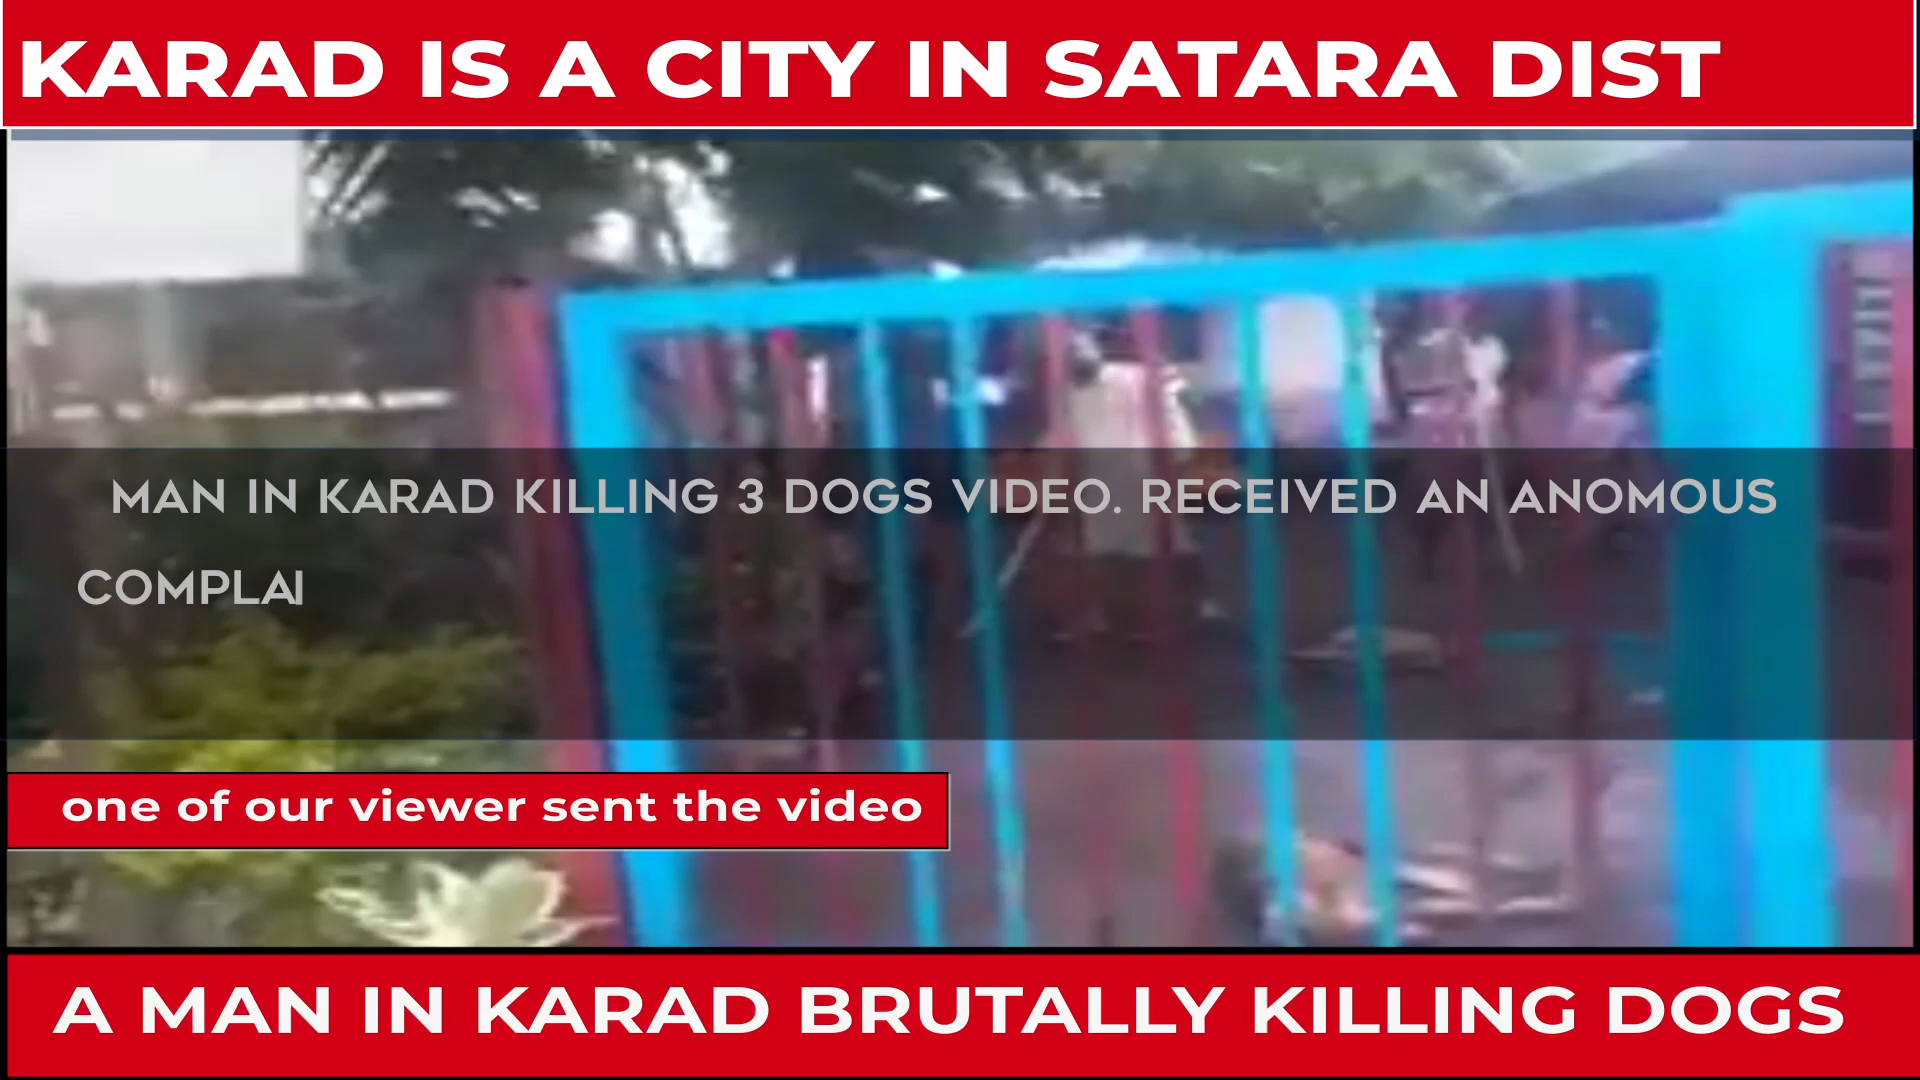 KARAD IS A CITY IN SATARA DIST
MAN IN KARAD KILLING 3 DOGS VIDEO. RECEIVED AN ANOMOUS
COMPLAI
one of our viewer sent the video
A MAN IN KARAD BRUTALLY KILLING DOGS